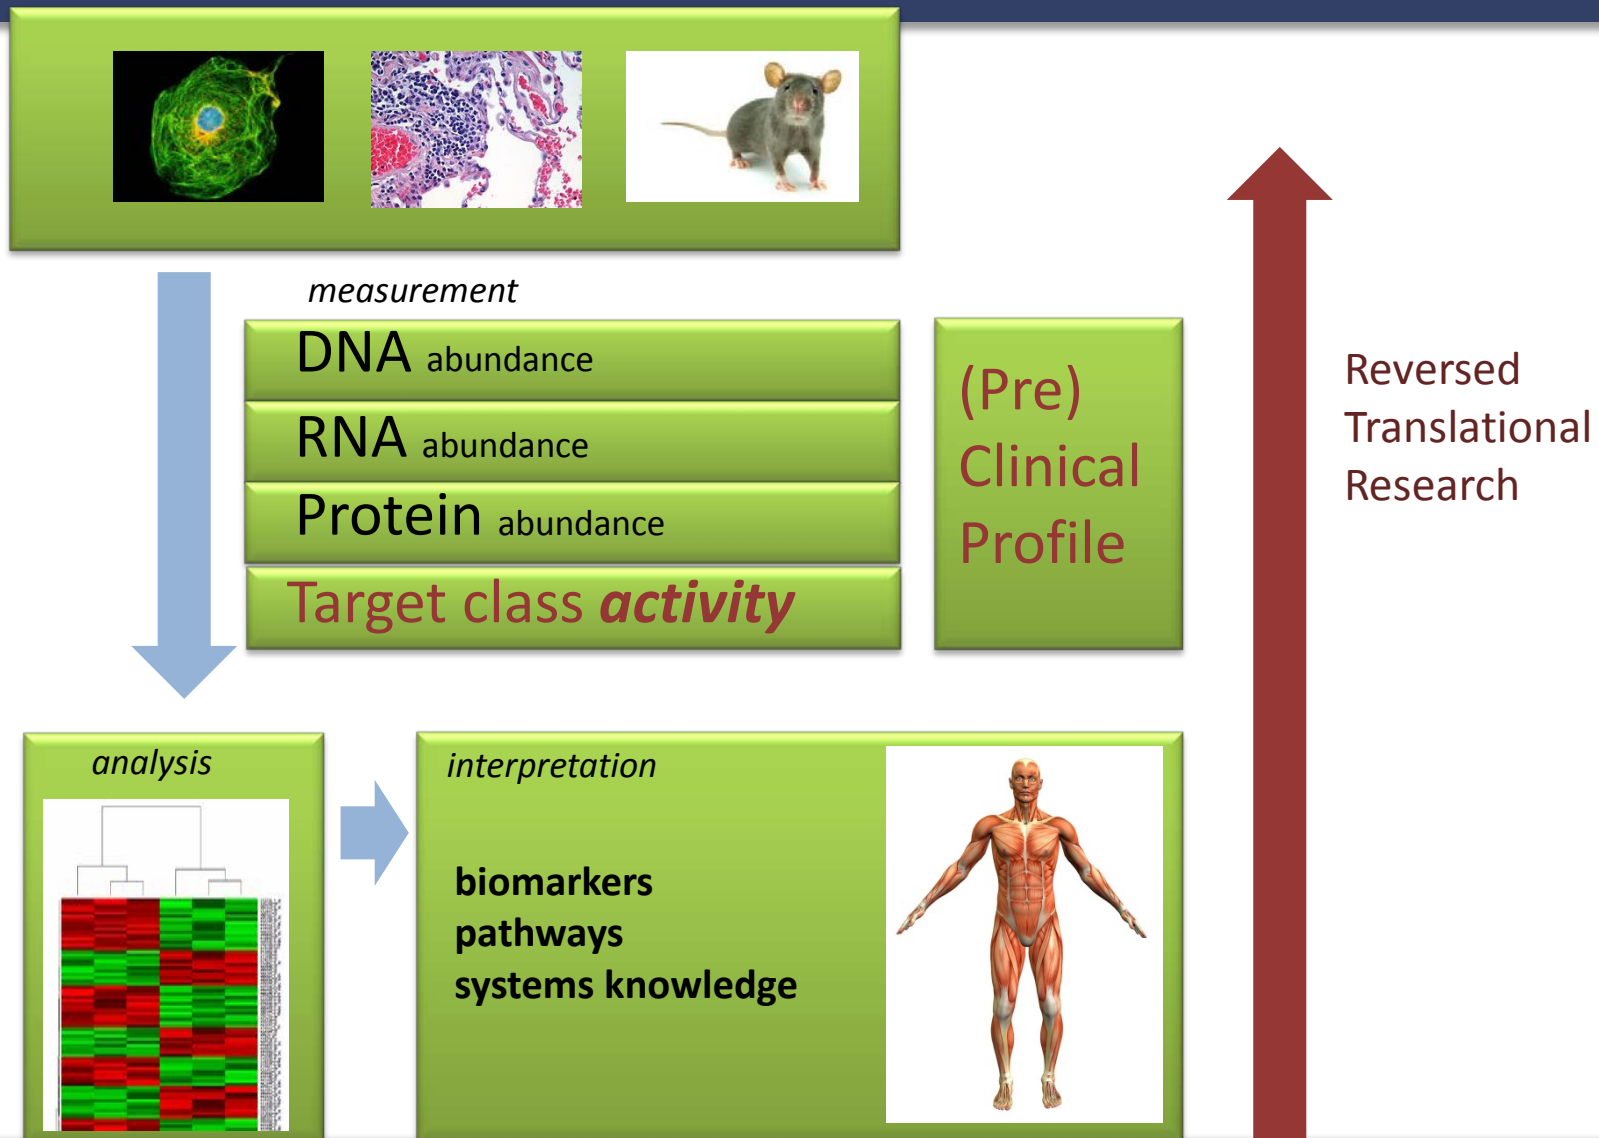 measurement
DNA abundance
RNA abundance
Protein abundance
Target class activity
(Pre)
Clinical
Profile
Reversed
Translational
Research
analysis
interpretation
biomarkers
pathways
systems knowledge